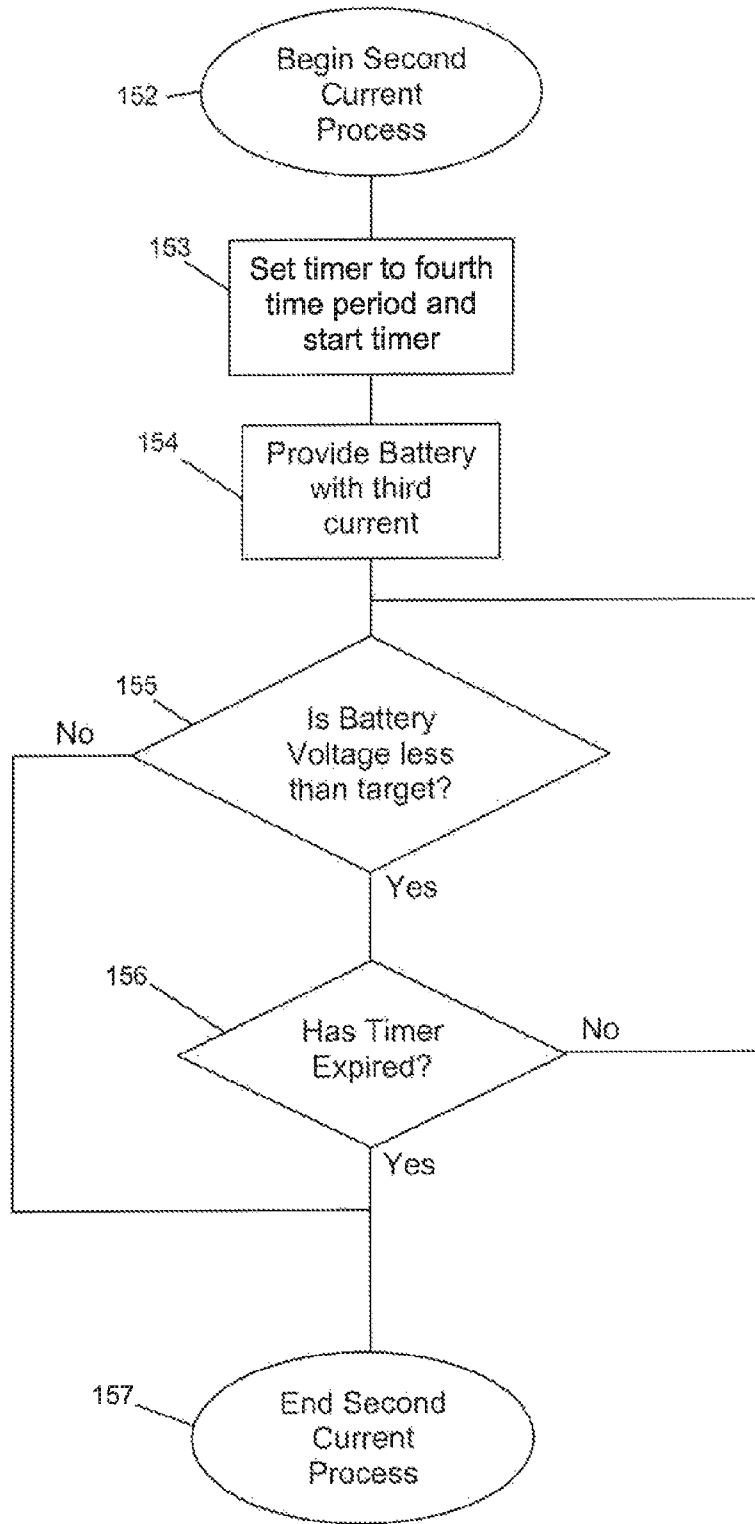 Begin Second
Current
Process
152
153
Set timer to fourth
time period and
start timer
154
Provide Battery
with third
current
155
No
Is Battery
Voltage less
than target?
Yes
156
Has Timer
Expired?
No
Yes
157
End Second
Current
Process